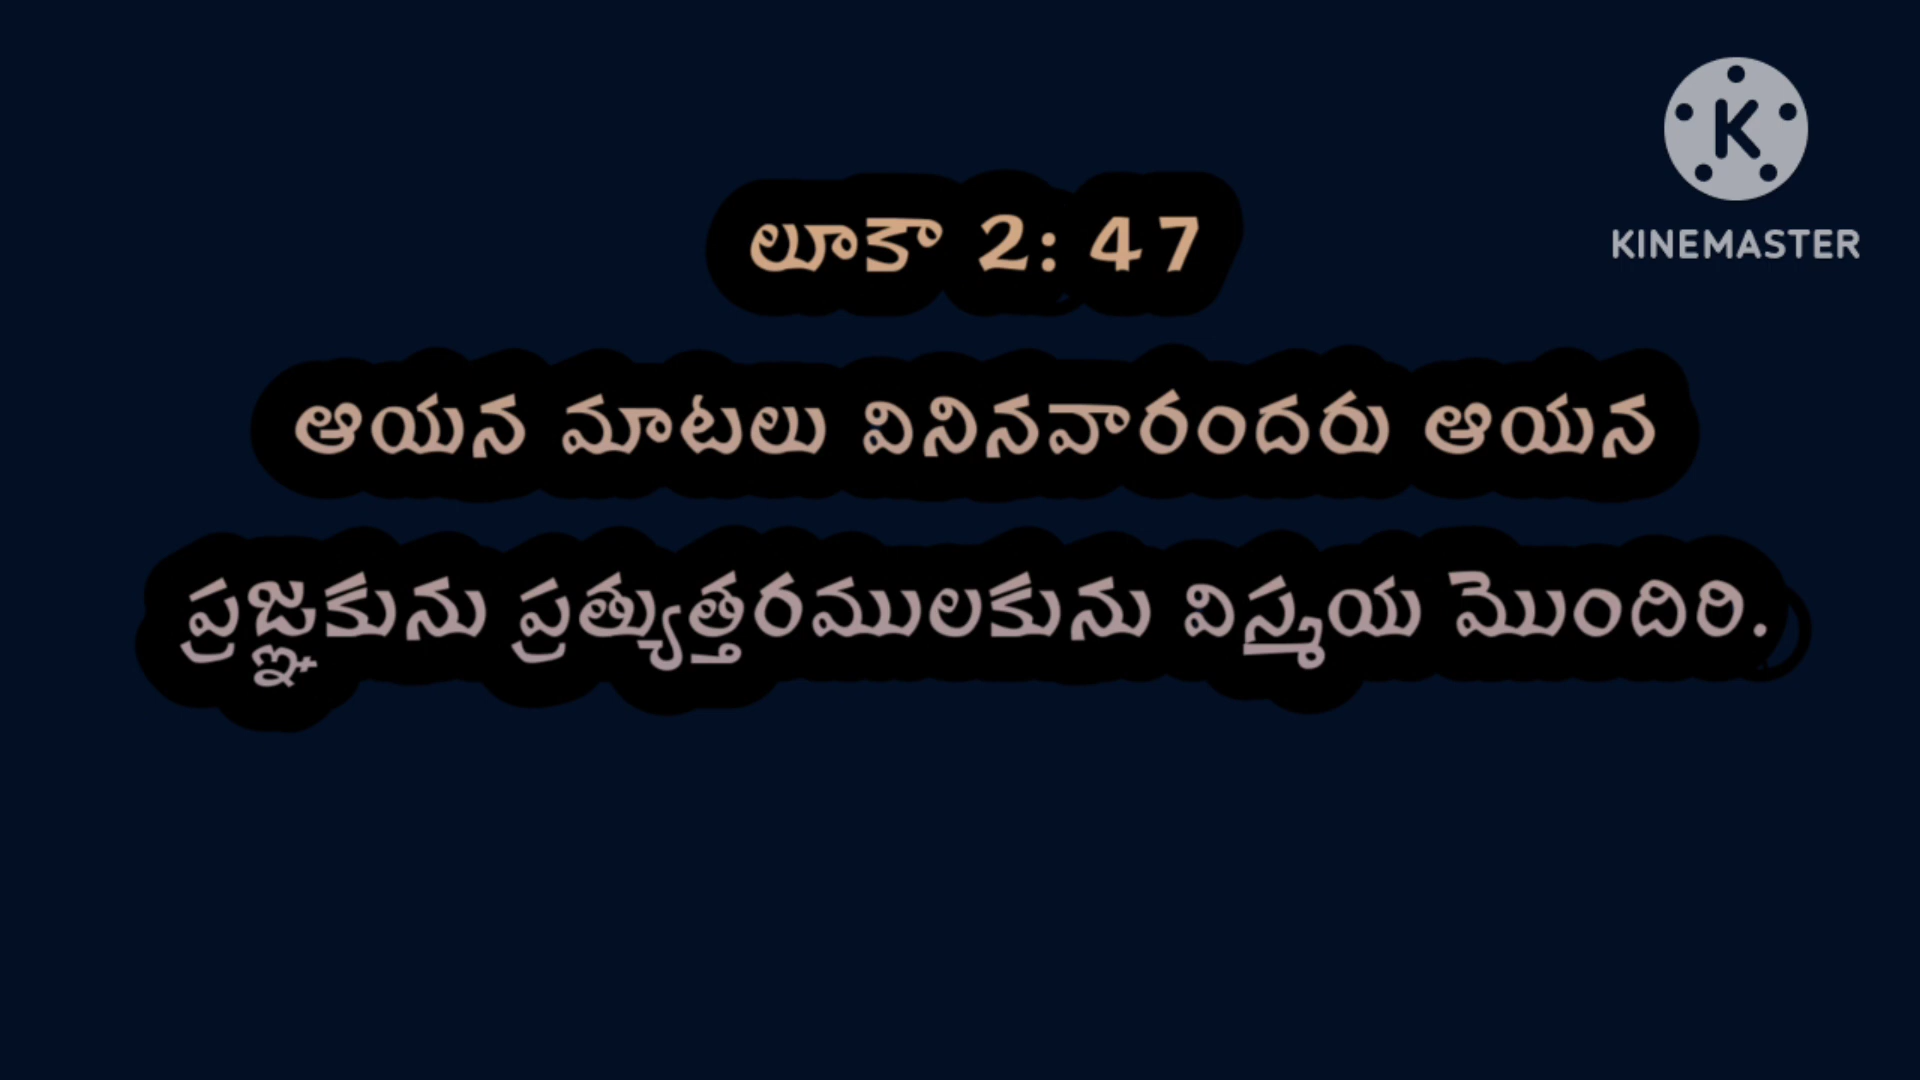 లూకా 2: 47
ఆయన మాటలు వినినవారందరు ఆయన
ప్రజ్ఞకును ప్రత్యుత్తరములకును విస్మయ మొందిరి.
K
KINEMASTER